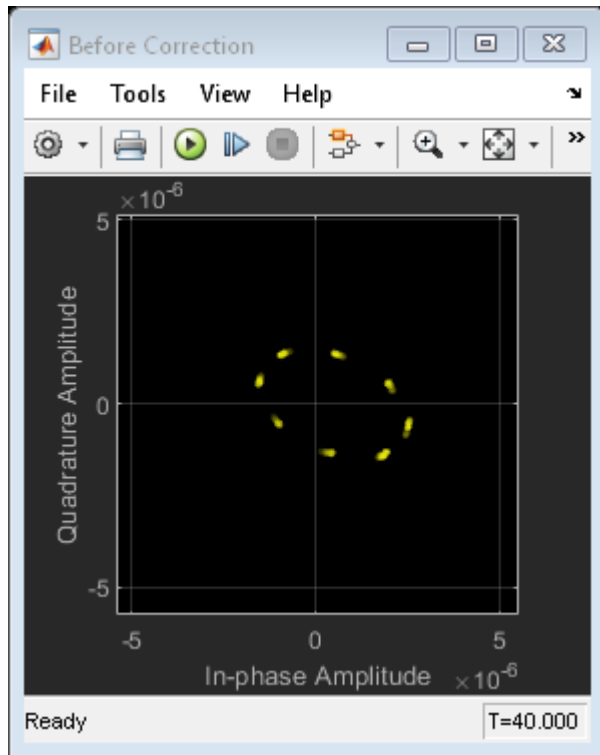 Before Correction
File Tools View Help
»
×10⁻⁶
5
0
-5
Quadrature Amplitude
-5 0 5
In-phase Amplitude ×10⁻⁶
Ready T=40.000